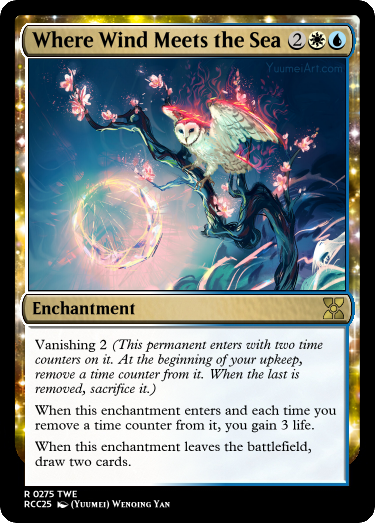 Where Wind Meets the Sea 2
YuumeiArt.com
Enchantment
Vanishing 2 (This permanent enters with two time
counters on it. At the beginning of your upkeep,
remove a time counter from it. When the last is
removed, sacrifice it.)
When this enchantment enters and each time you
remove a time counter from it, you gain 3 life.
When this enchantment leaves the battlefield,
draw two cards.
R 0275 TWE
RCC25 (Yuumei) Wenqing Yan